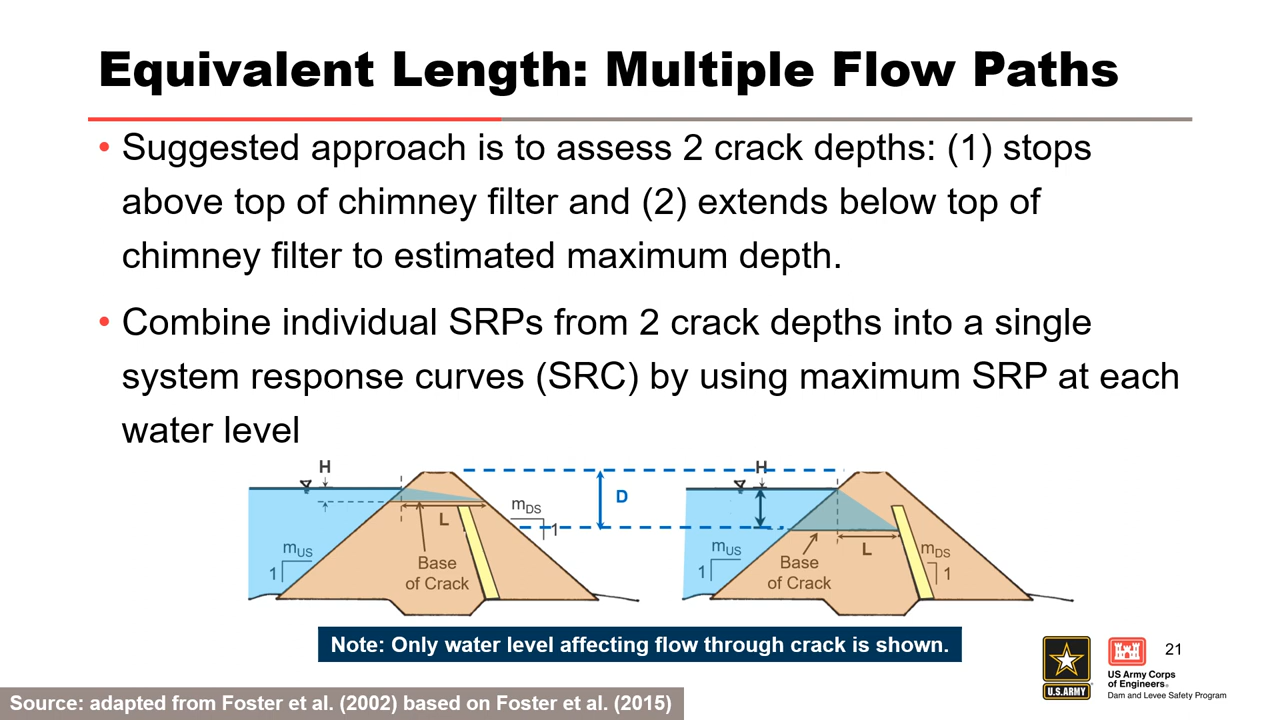 Equivalent Length: Multiple Flow Paths
• Suggested approach is to assess 2 crack depths: (1) stops
above top of chimney filter and (2) extends below top of
chimney filter to estimated maximum depth.
• Combine individual SRPs from 2 crack depths into a single
system response curves (SRC) by using maximum SRP at each
water level
H
L
mDS
1
mUS
1
Base
of Crack
D
H
L
mDS
1
mUS
1
Base
of Crack
Note: Only water level affecting flow through crack is shown.
U.S.ARMY
US Army Corps
of Engineers®
Dam and Levee Safety Program
21
Source: adapted from Foster et al. (2002) based on Foster et al. (2015)